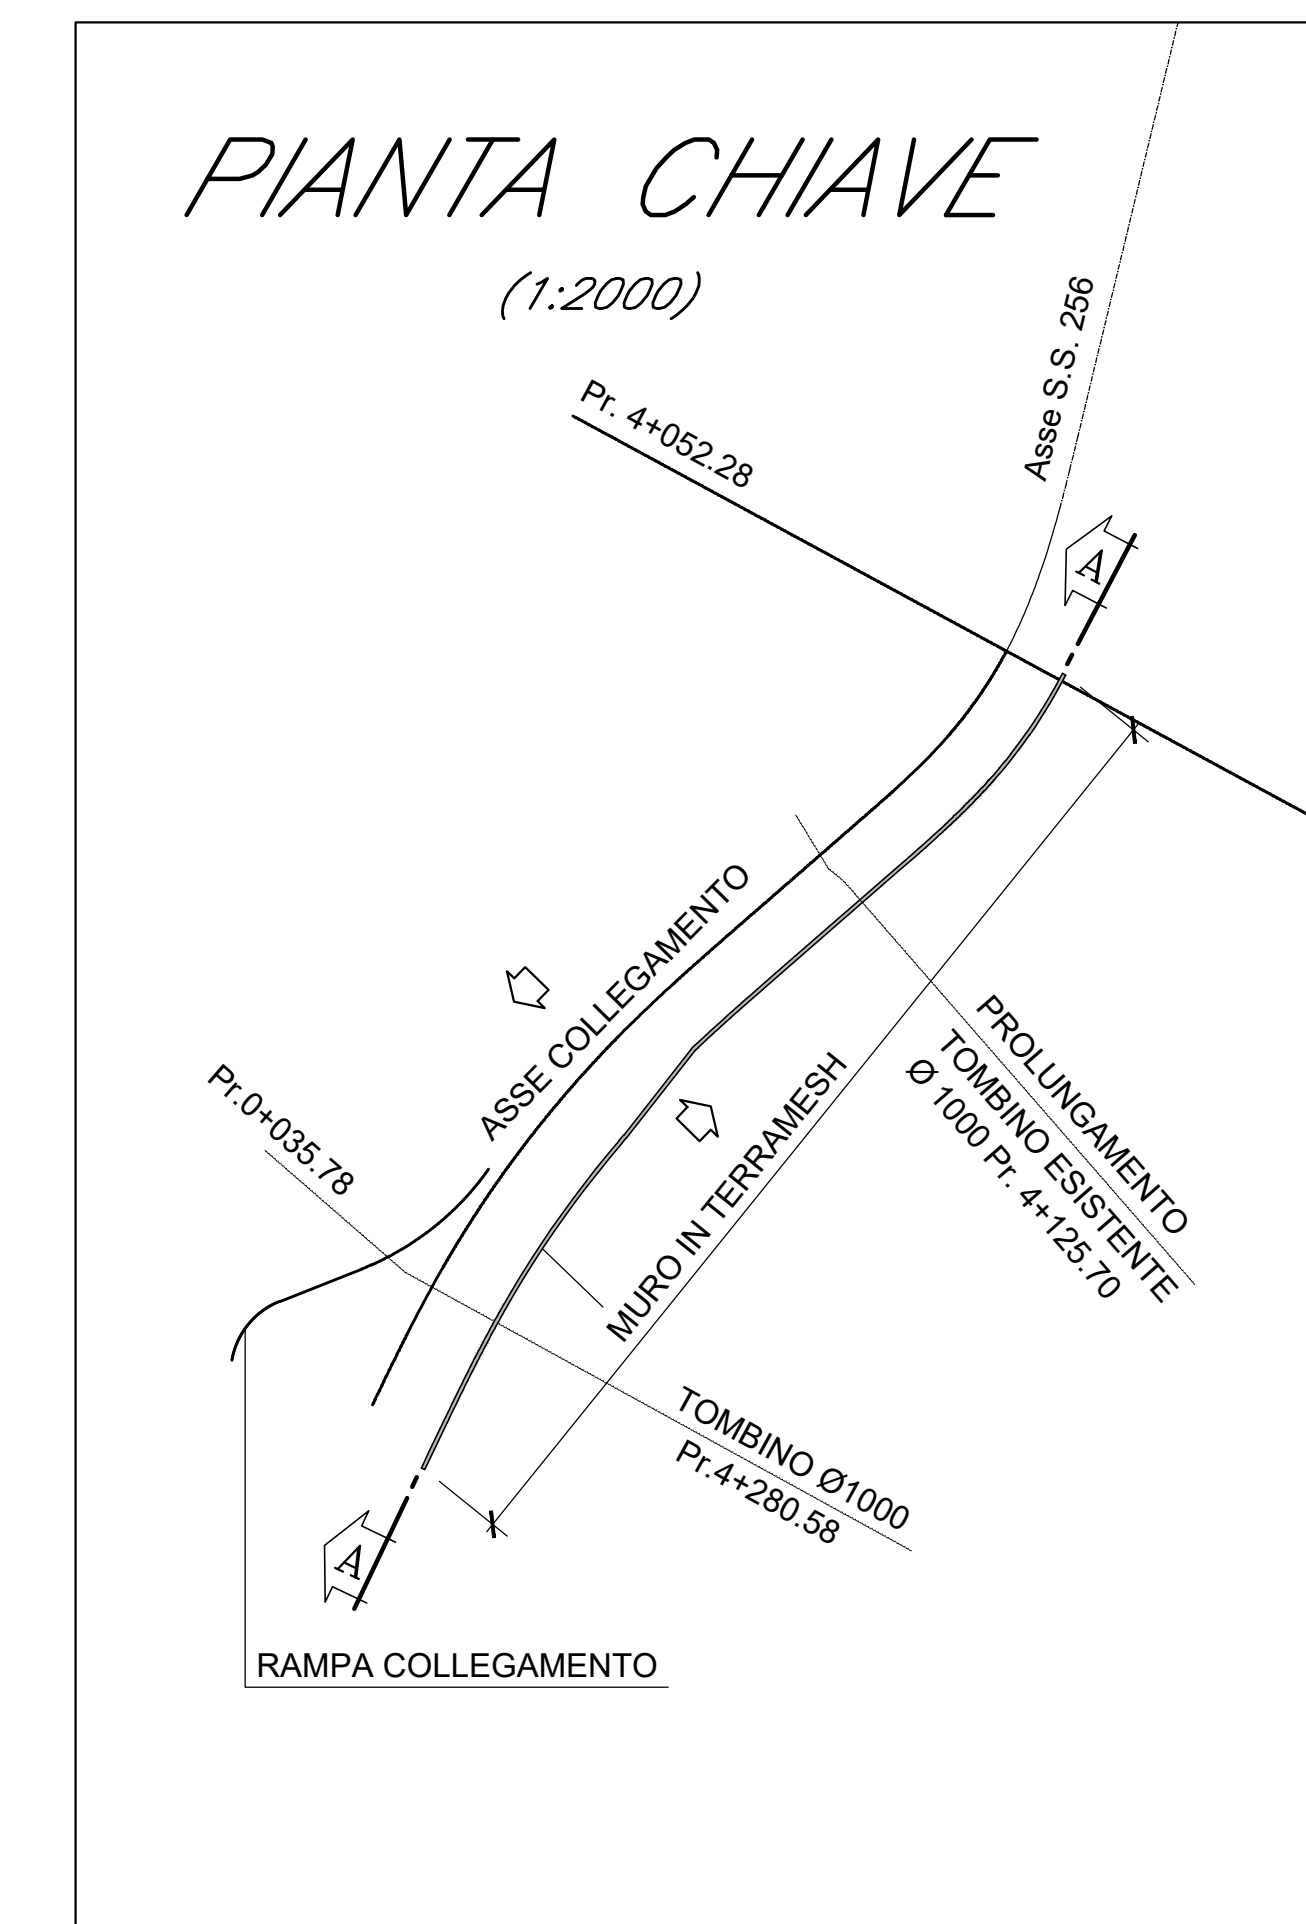 PIANTA CHIAVE
(1:2000)
Asse S.S. 256
Pr. 4+052.28
A
ASSE COLLEGAMENTO
Pr.0+035.78
MURO IN TERRAMESH
PROLUNGAMENTO
TOMBINO ESISTENTE
Ø 1000 Pr. 4+125.70
TOMBINO Ø1000
Pr.4+280.58
A
RAMPA COLLEGAMENTO